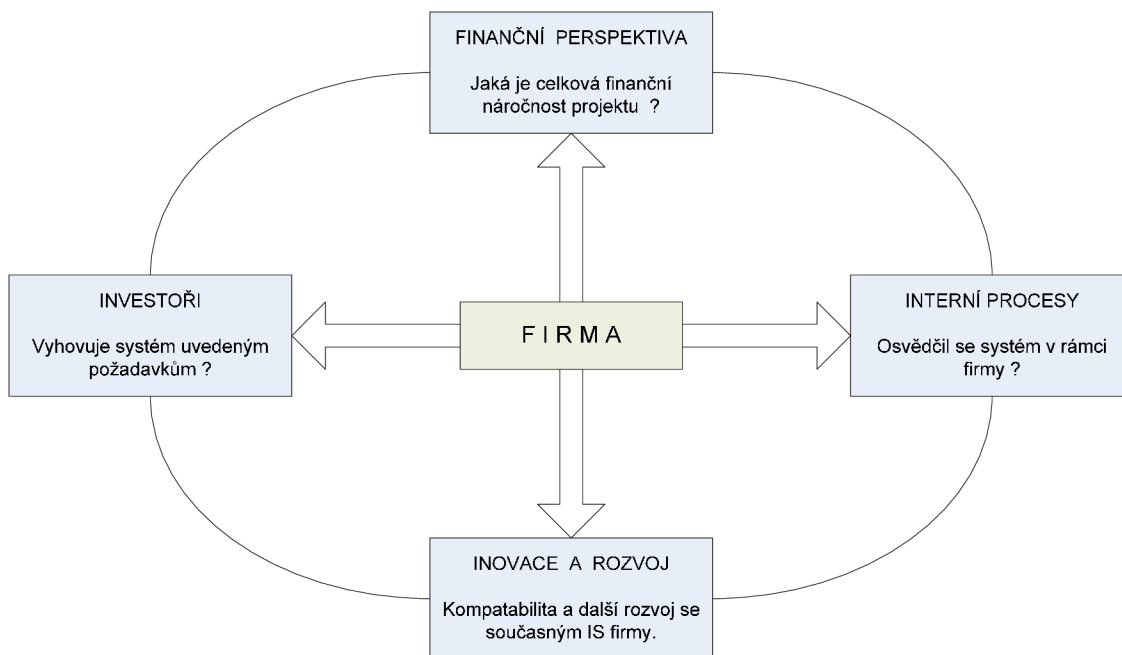 FINANČNÍ PERSPEKTIVA
Jaká je celková finanční
náročnost projektu ?
INVESTOŘI
Vyhovuje systém uvedeným
požadavkům ?
F I R M A
INTERNÍ PROCESY
Osvědčil se systém v rámci
firmy ?
INOVACE A ROZVOJ
Kompatabilita a další rozvoj se
současným IS firmy.